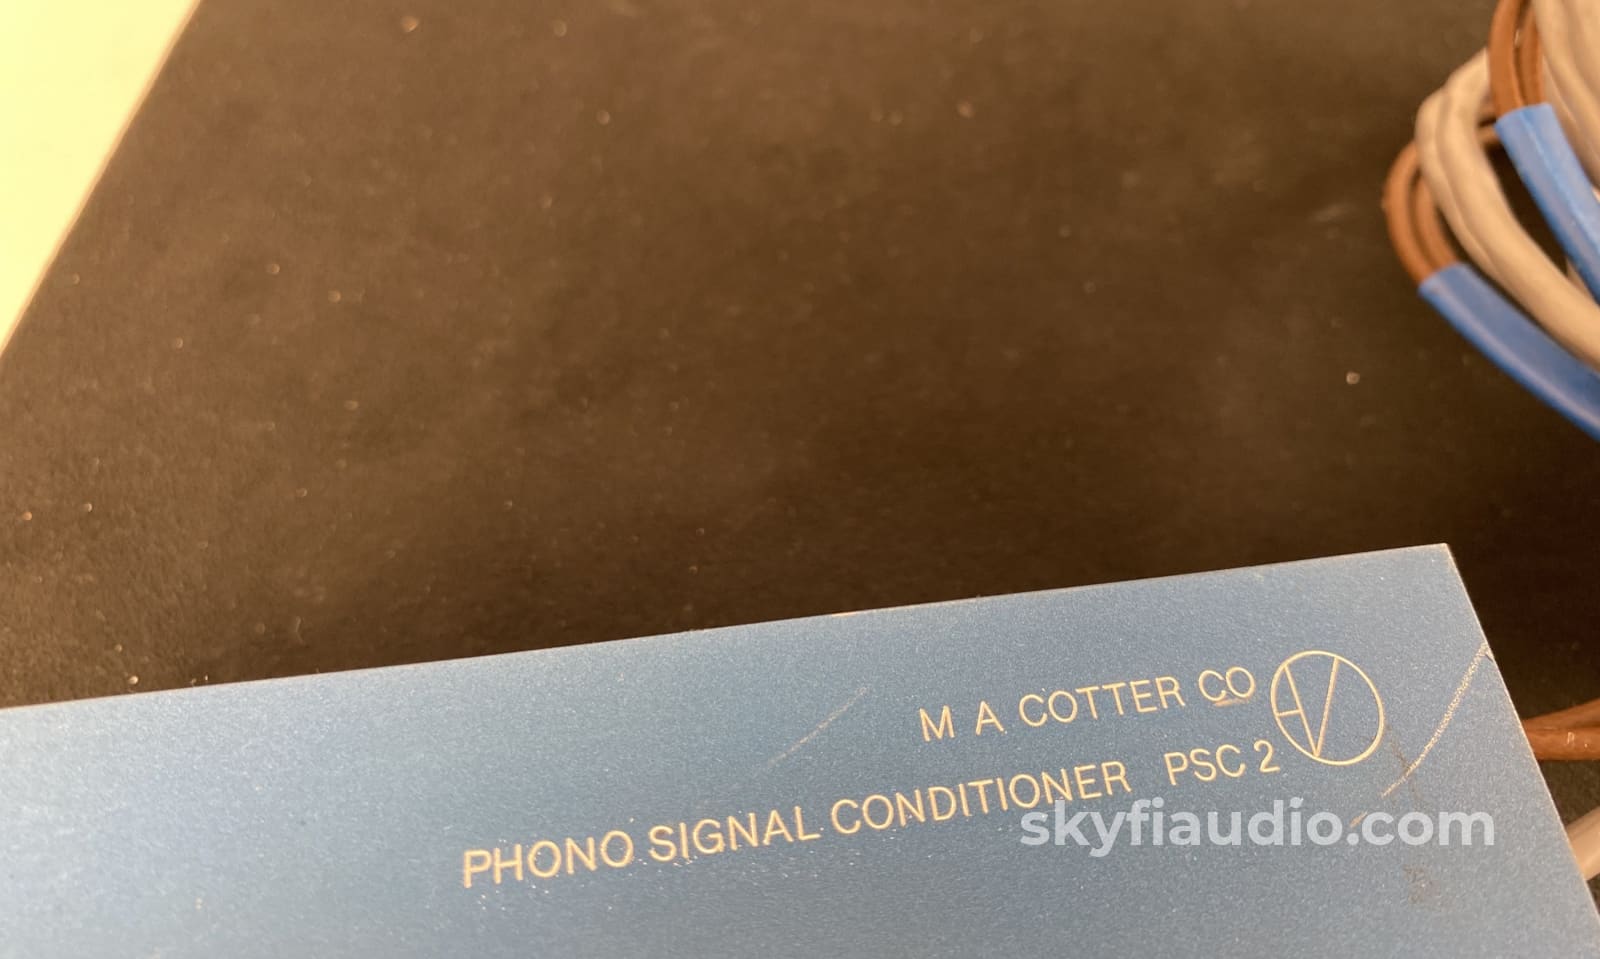 M A COTTER CO
PHONO SIGNAL CONDITIONER PSC 2
skyfiaudio.com